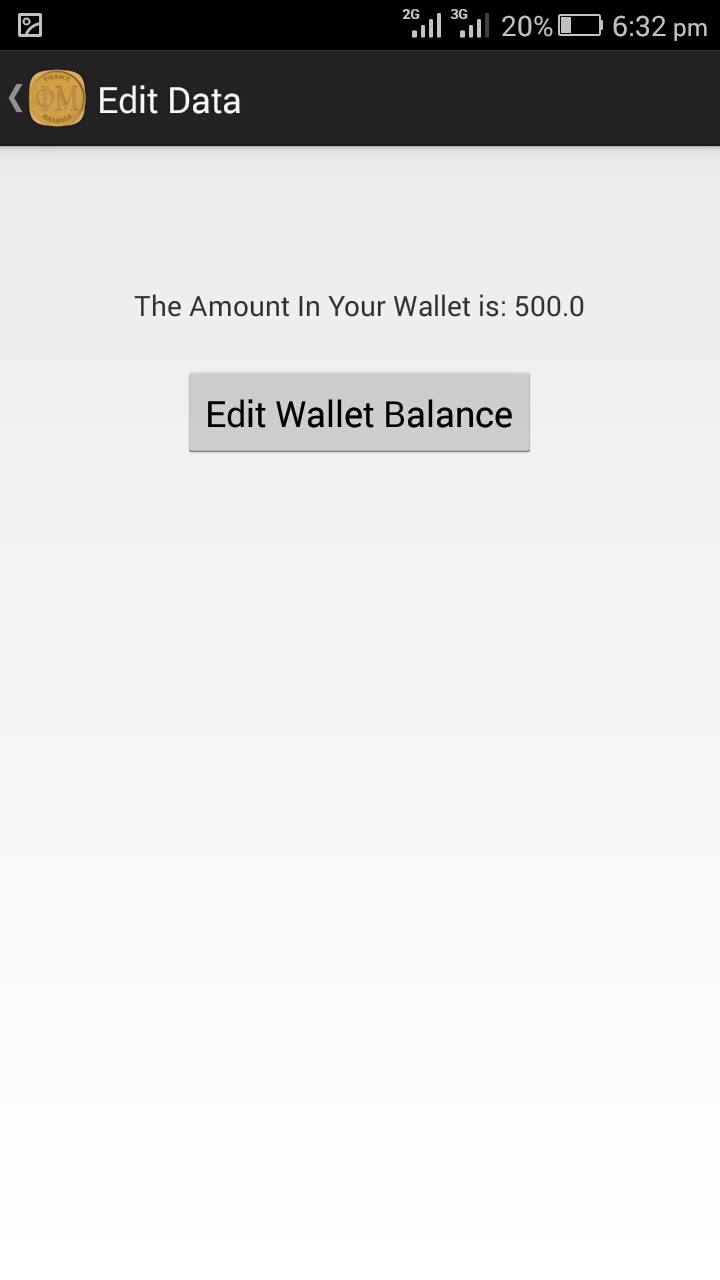 2G 3G 20% 6:32 pm
FINANCE
ΦM
MANAGER
Edit Data
The Amount In Your Wallet is: 500.0
Edit Wallet Balance